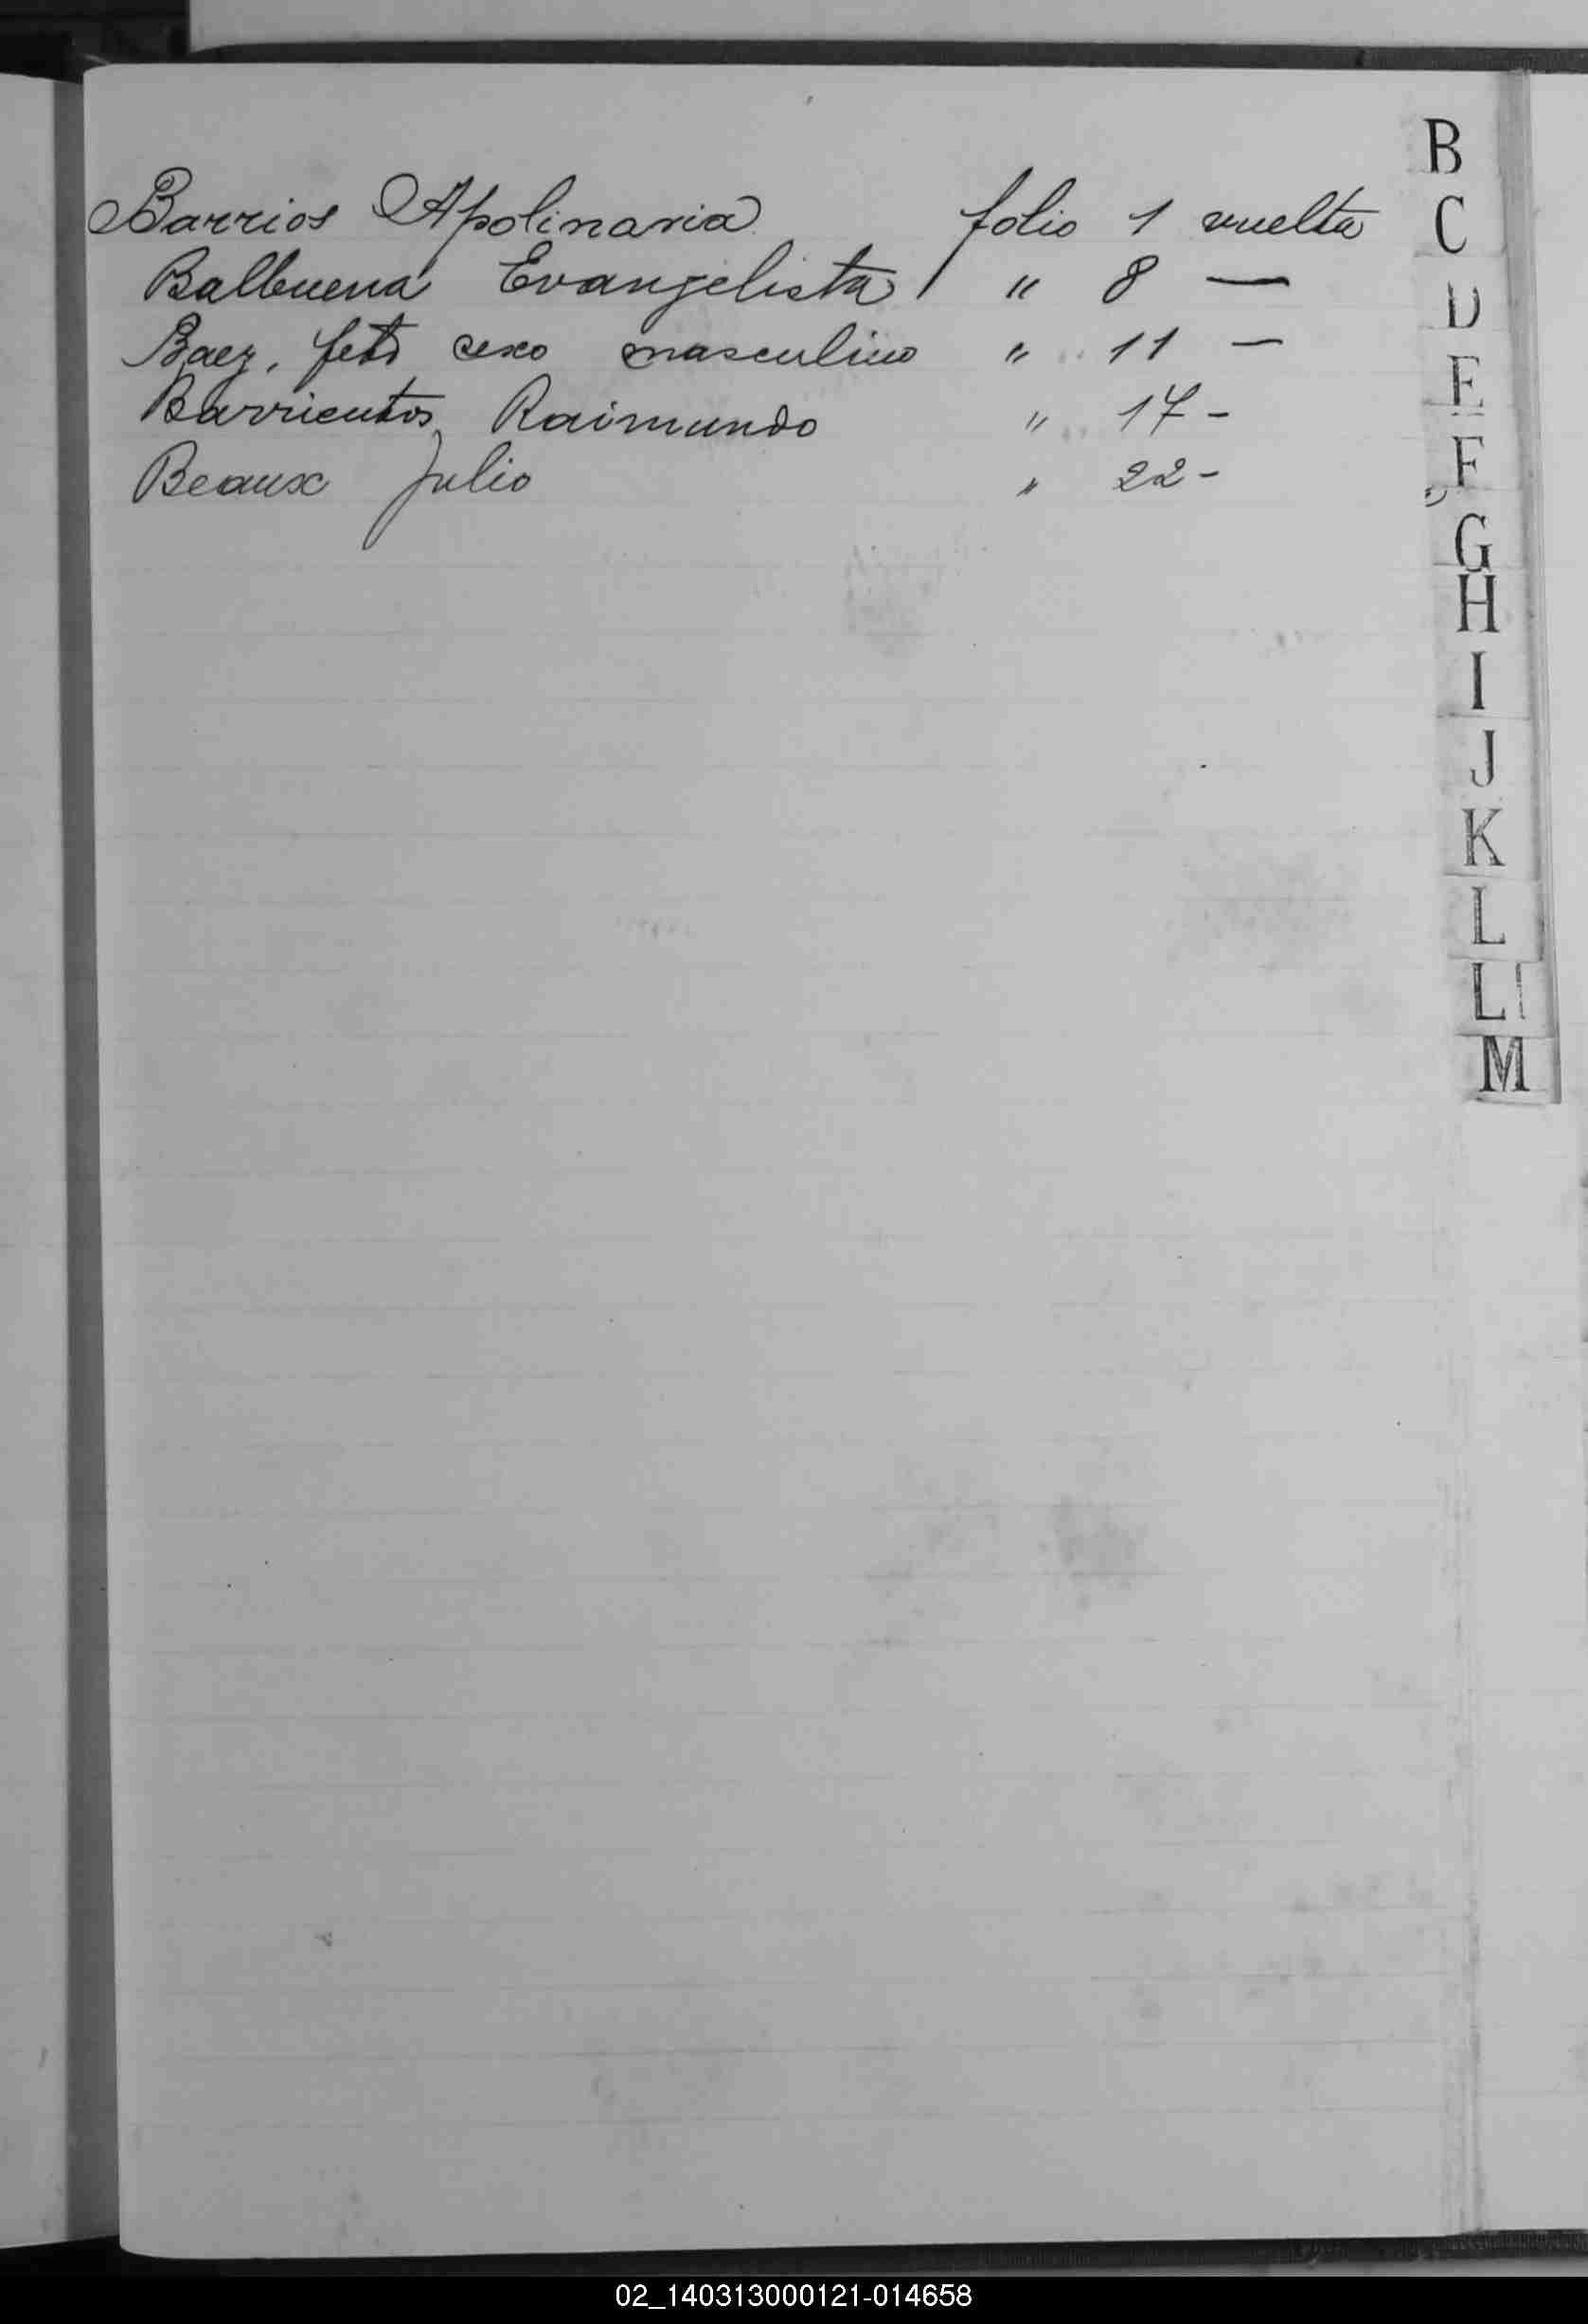 Barrios Apolinaria folio 1 vuelta
Balbuena Evangelista " 8 —
Baez, feto sexo masculino " 11 —
Barrientos, Raimundo " 17 -
Beaux Julio " 22 -
B
C
D
E
F
G
H
I
J
K
L
Ll
M
02_140313000121-014658